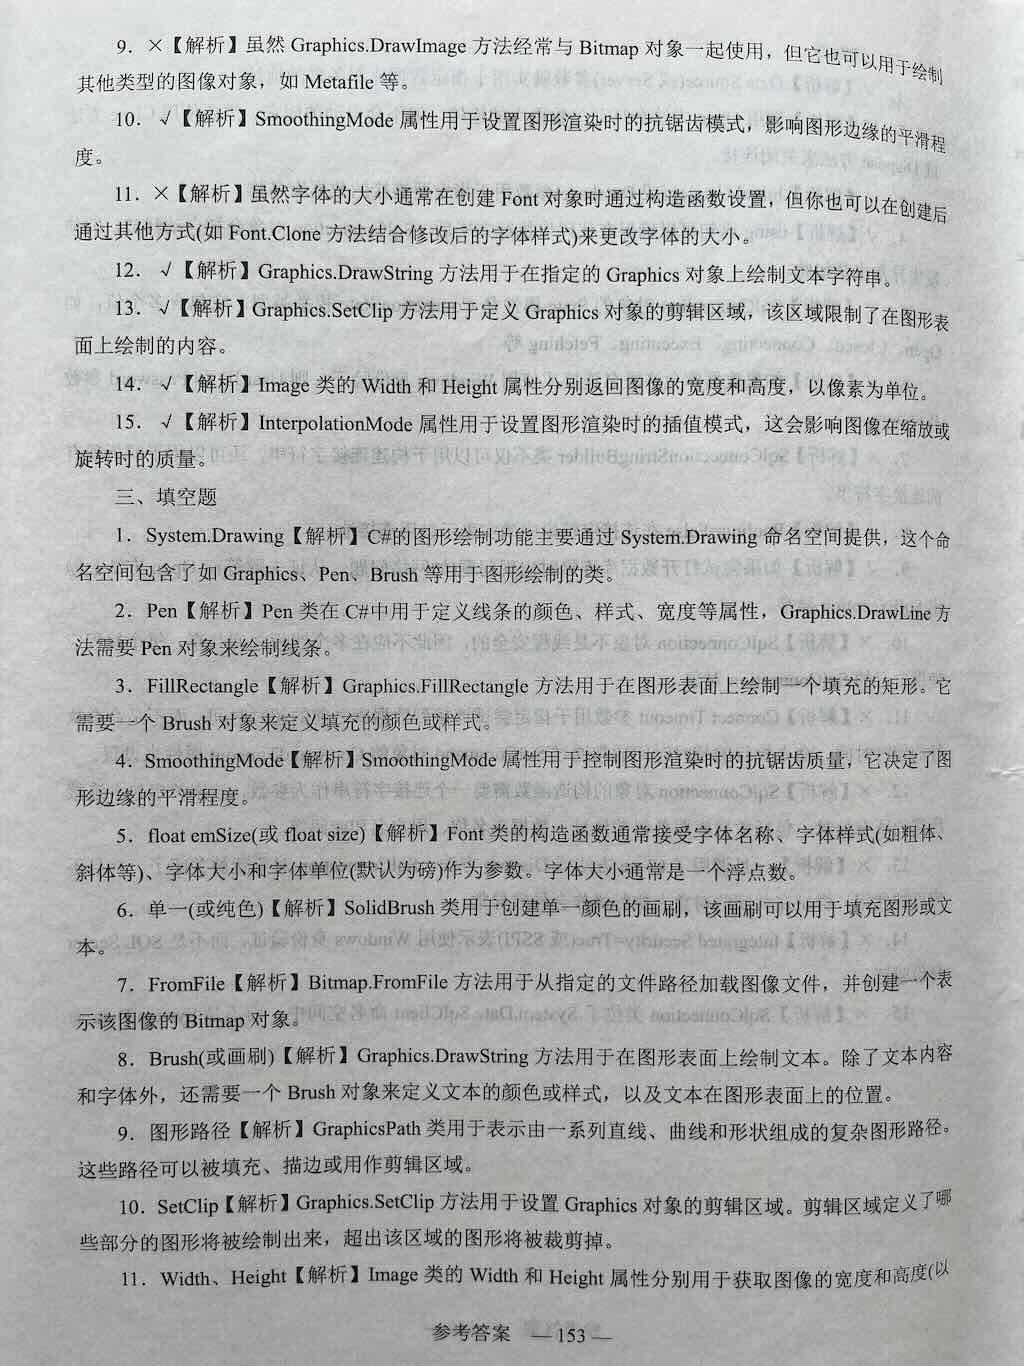 9．×【解析】虽然 Graphics.DrawImage 方法经常与 Bitmap 对象一起使用，但它也可以用于绘制
其他类型的图像对象，如 Metafile 等。
10．√【解析】SmoothingMode 属性用于设置图形渲染时的抗锯齿模式，影响图形边缘的平滑程
度。
11．×【解析】虽然字体的大小通常在创建 Font 对象时通过构造函数设置，但你也可以在创建后
通过其他方式(如 Font.Clone 方法结合修改后的字体样式)来更改字体的大小。
12．√【解析】Graphics.DrawString 方法用于在指定的 Graphics 对象上绘制文本字符串。
13．√【解析】Graphics.SetClip 方法用于定义 Graphics 对象的剪辑区域，该区域限制了在图形表
面上绘制的内容。
14．√【解析】Image 类的 Width 和 Height 属性分别返回图像的宽度和高度，以像素为单位。
15．√【解析】InterpolationMode 属性用于设置图形渲染时的插值模式，这会影响图像在缩放或
旋转时的质量。
三、填空题
1．System.Drawing【解析】C#的图形绘制功能主要通过 System.Drawing 命名空间提供，这个命
名空间包含了如 Graphics、Pen、Brush 等用于图形绘制的类。
2．Pen【解析】Pen 类在 C#中用于定义线条的颜色、样式、宽度等属性，Graphics.DrawLine 方
法需要 Pen 对象来绘制线条。
3．FillRectangle【解析】Graphics.FillRectangle 方法用于在图形表面上绘制一个填充的矩形。它
需要一个 Brush 对象来定义填充的颜色或样式。
4．SmoothingMode【解析】SmoothingMode 属性用于控制图形渲染时的抗锯齿质量，它决定了图
形边缘的平滑程度。
5．float emSize(或 float size)【解析】Font 类的构造函数通常接受字体名称、字体样式(如粗体、
斜体等)、字体大小和字体单位(默认为磅)作为参数。字体大小通常是一个浮点数。
6．单一(或纯色)【解析】SolidBrush 类用于创建单一颜色的画刷，该画刷可以用于填充图形或文
本。
7．FromFile【解析】Bitmap.FromFile 方法用于从指定的文件路径加载图像文件，并创建一个表
示该图像的 Bitmap 对象。
8．Brush(或画刷)【解析】Graphics.DrawString 方法用于在图形表面上绘制文本。除了文本内容
和字体外，还需要一个 Brush 对象来定义文本的颜色或样式，以及文本在图形表面上的位置。
9．图形路径【解析】GraphicsPath 类用于表示由一系列直线、曲线和形状组成的复杂图形路径。
这些路径可以被填充、描边或用作剪辑区域。
10．SetClip【解析】Graphics.SetClip 方法用于设置 Graphics 对象的剪辑区域。剪辑区域定义了哪
些部分的图形将被绘制出来，超出该区域的图形将被裁剪掉。
11．Width、Height【解析】Image 类的 Width 和 Height 属性分别用于获取图像的宽度和高度(以
参考答案 — 153 —